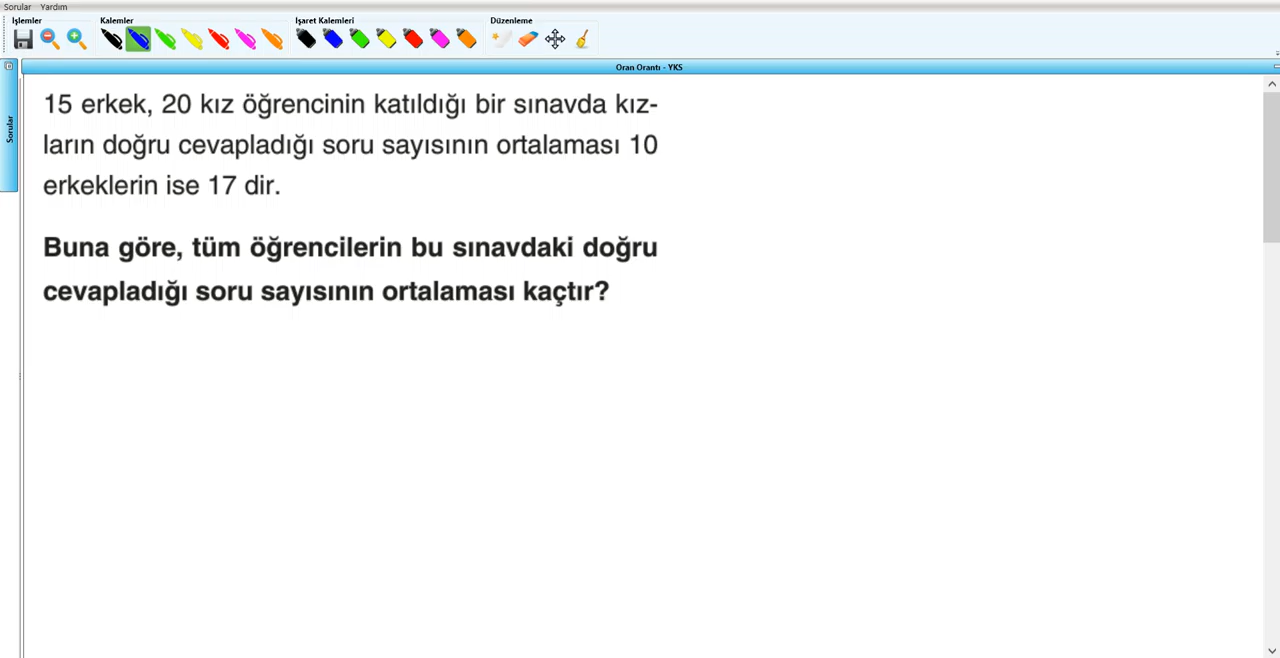 Sorular Yardım
İşlemler Kalemler İşaret Kalemleri Düzenleme
Oran Orantı - YKS
Sorular
15 erkek, 20 kız öğrencinin katıldığı bir sınavda kız-
ların doğru cevapladığı soru sayısının ortalaması 10
erkeklerin ise 17 dir.
Buna göre, tüm öğrencilerin bu sınavdaki doğru
cevapladığı soru sayısının ortalaması kaçtır?